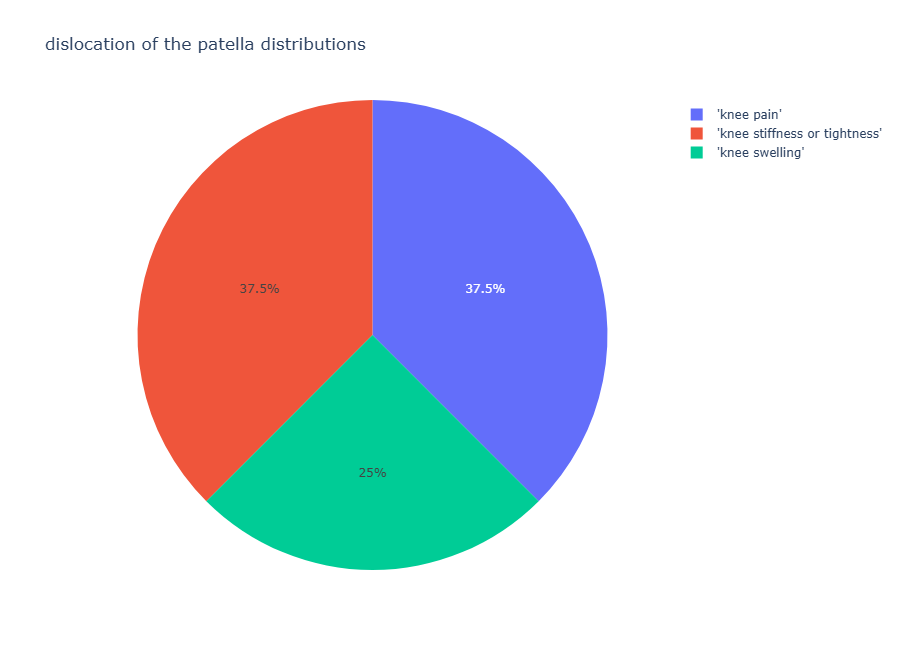 dislocation of the patella distributions
'knee pain'
'knee stiffness or tightness'
'knee swelling'
37.5%
37.5%
25%